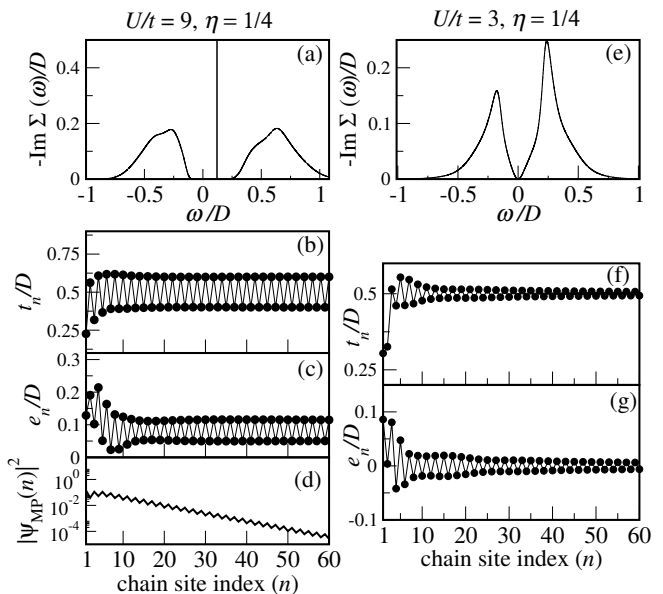 U/t = 9, η = 1/4
U/t = 3, η = 1/4
(a)
-Im Σ (ω)/D
0.4
0.2
0
-1 -0.5 0 0.5 1
ω/D
(e)
-Im Σ (ω)/D
0.2
0.1
0
-1 -0.5 0 0.5 1
ω/D
(b)
t_n/D
0.75
0.5
0.25
(c)
e_n/D
0.3
0.2
0.1
0
(d)
|Ψ_MP(n)|^2
10^0
10^-2
10^-4
1 10 20 30 40 50 60
chain site index (n)
(f)
t_n/D
0.5
0.25
(g)
e_n/D
0.1
0
-0.1
1 10 20 30 40 50 60
chain site index (n)